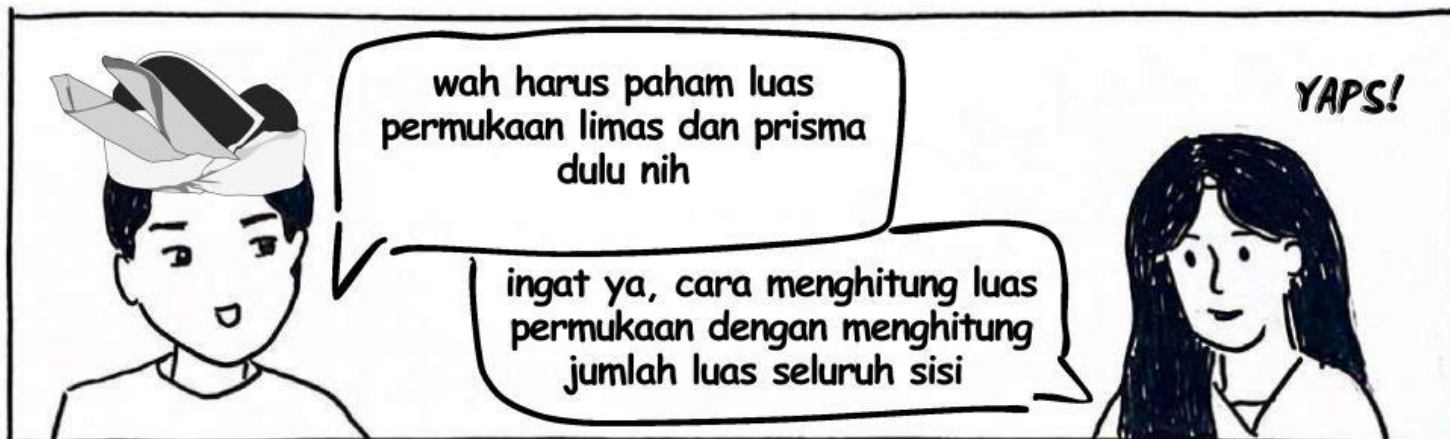 wah harus paham luas
permukaan limas dan prisma
dulu nih
YAPS!
ingat ya, cara menghitung luas
permukaan dengan menghitung
jumlah luas seluruh sisi